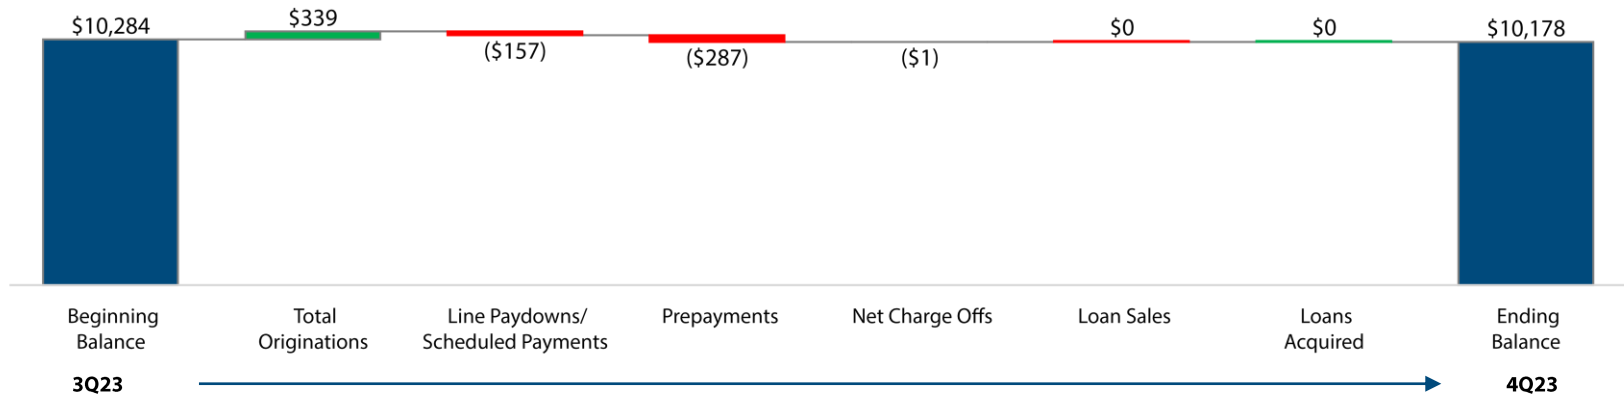 $10,284
$339
($157)
($287)
($1)
$0
$0
$10,178
Beginning
Balance
Total
Originations
Line Paydowns/
Scheduled Payments
Prepayments
Net Charge Offs
Loan Sales
Loans
Acquired
Ending
Balance
3Q23
4Q23